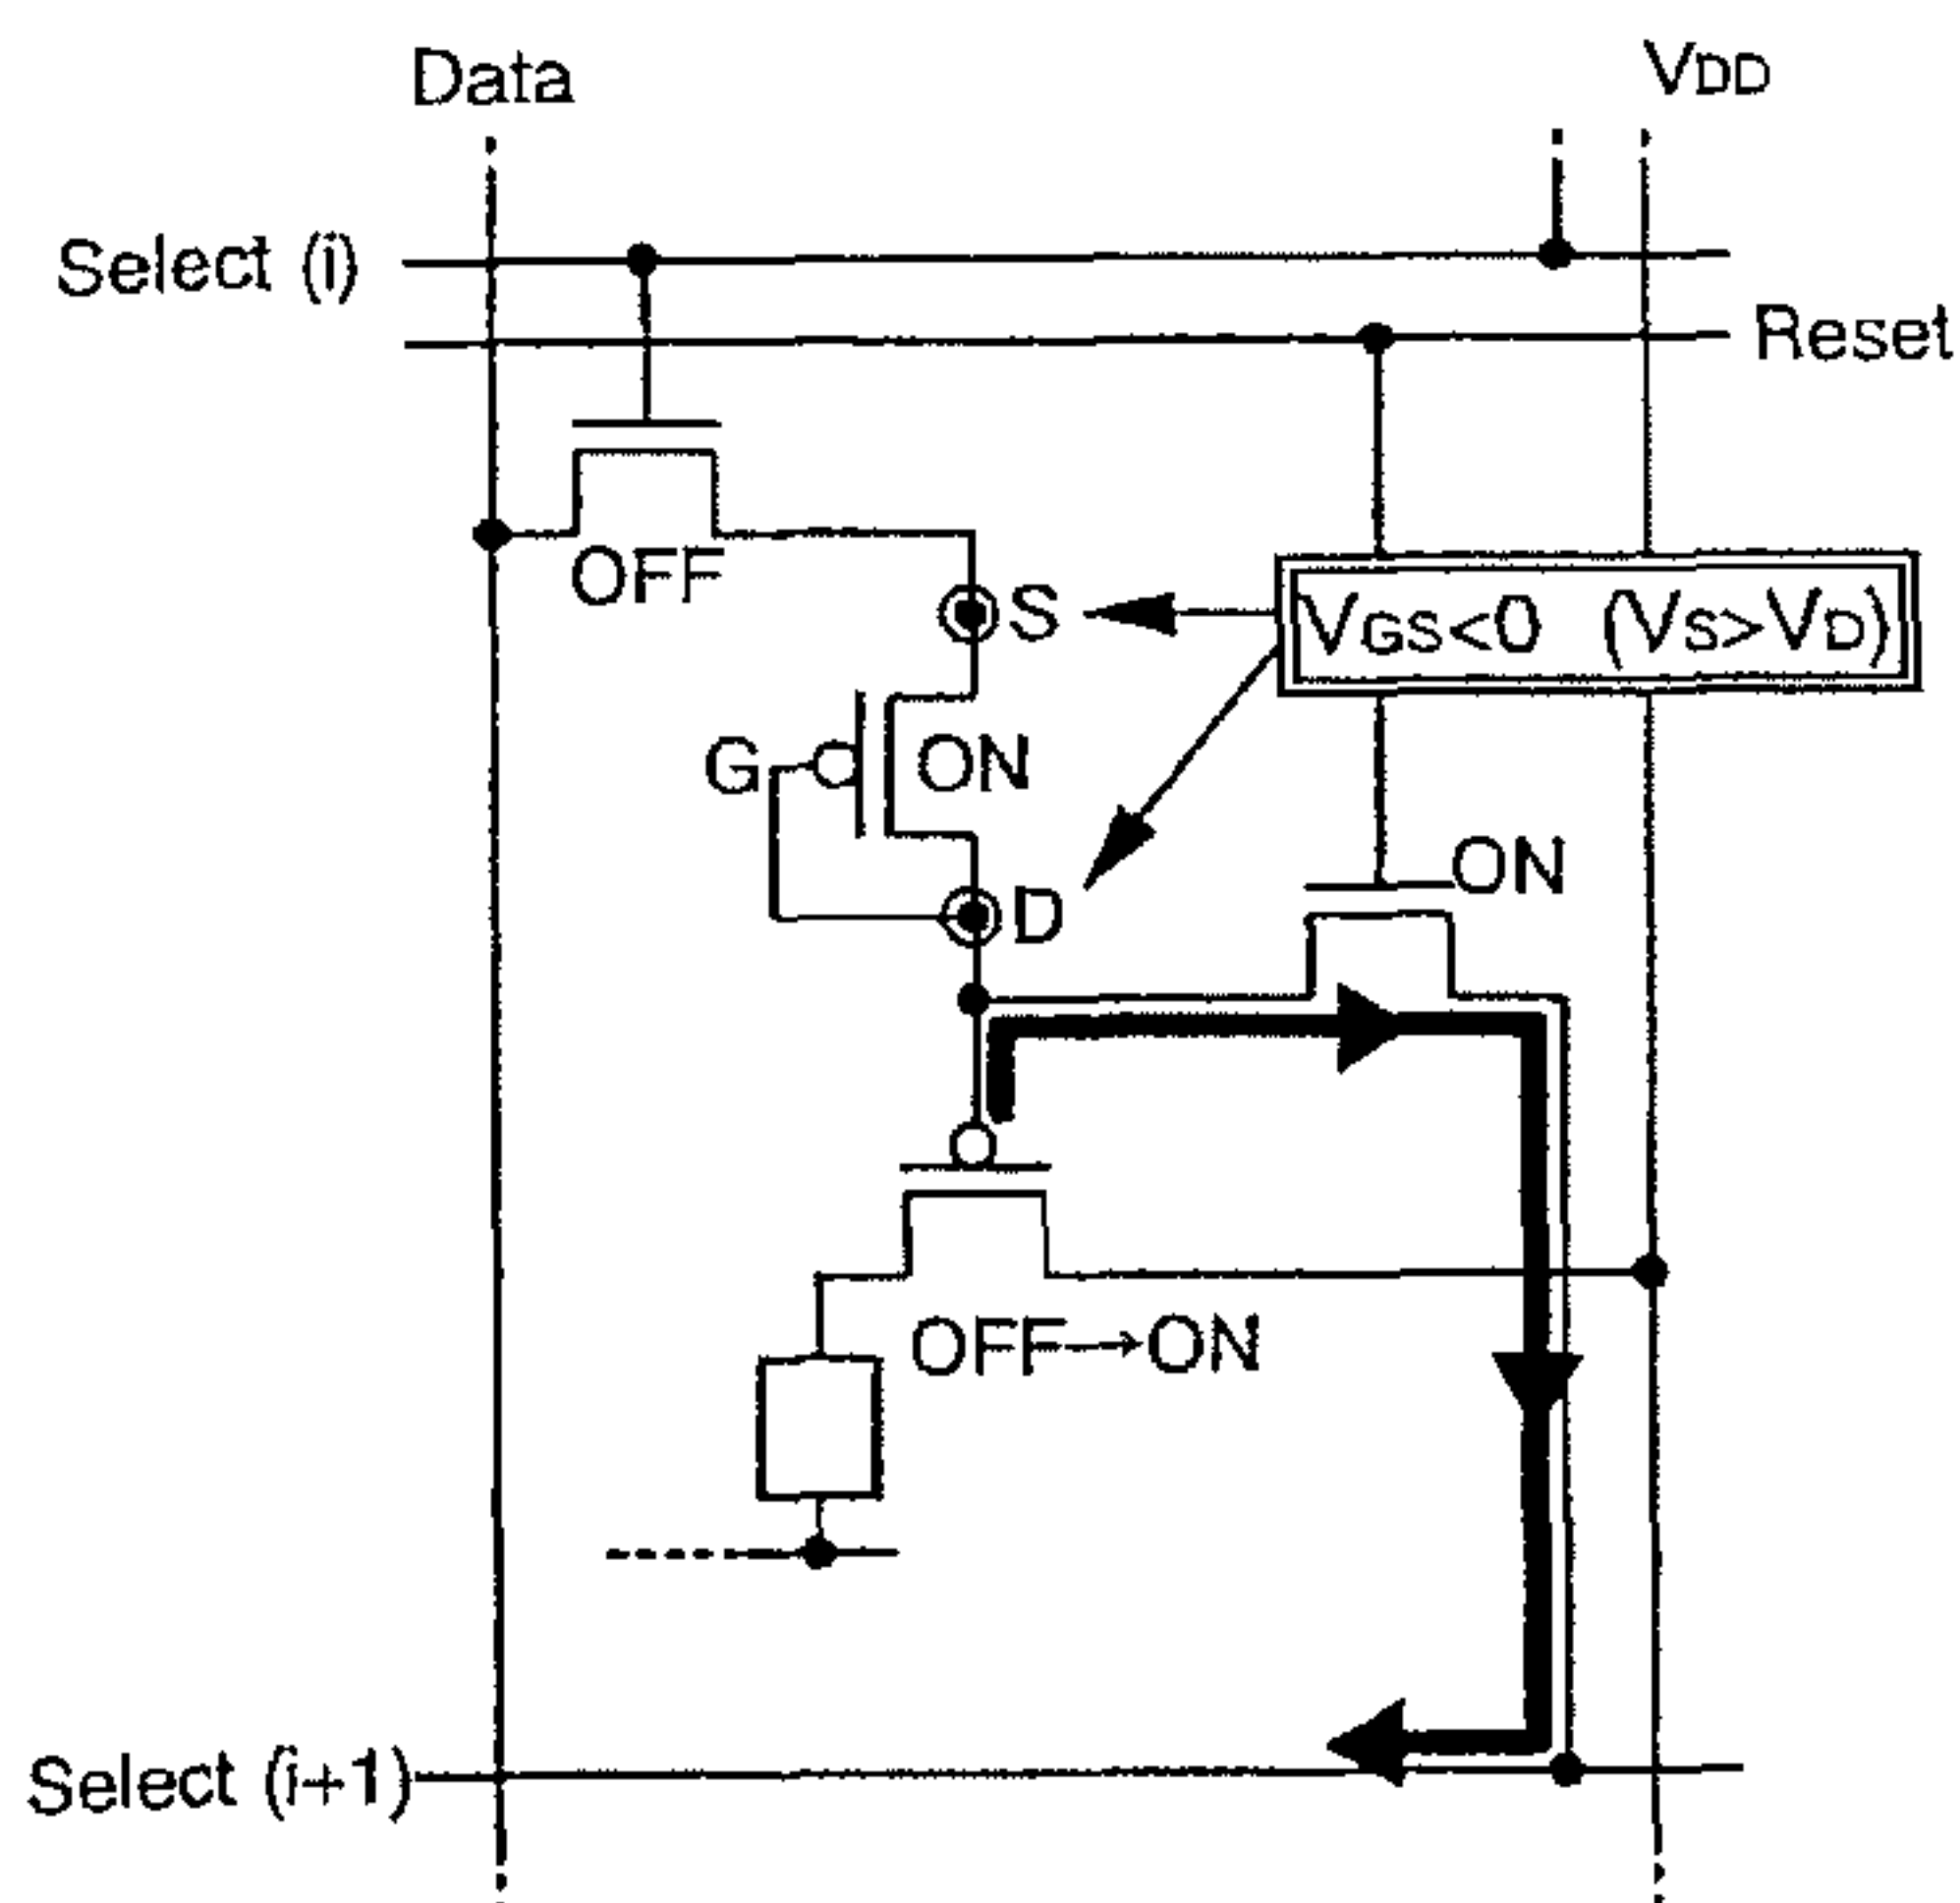 Data
VDD
Select (i)
Reset
OFF
S
VGS<0 (VS>VD)
G
ON
ON
D
OFF→ON
Select (i+1)